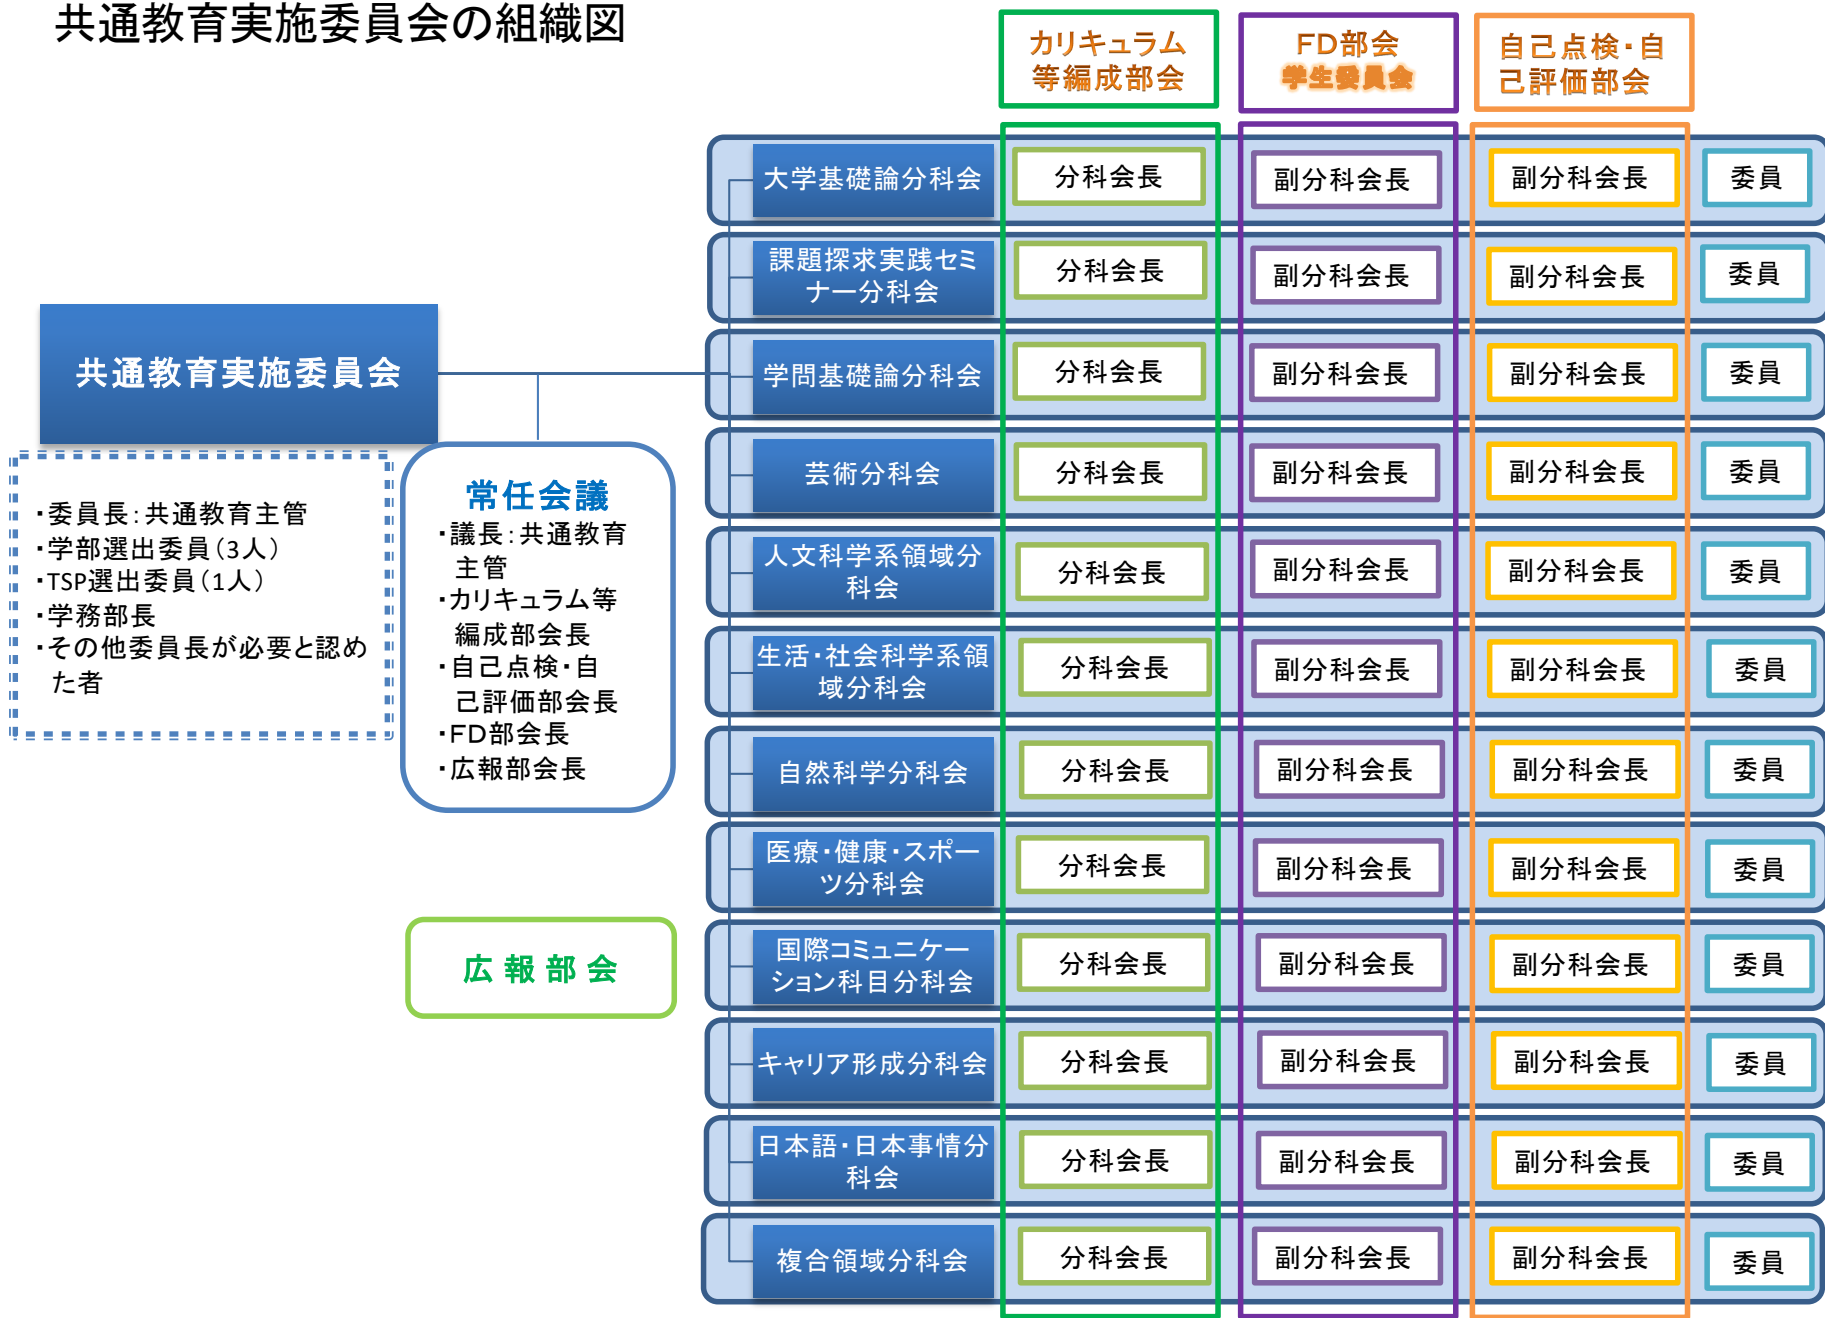 共通教育実施委員会の組織図
カリキュラム
等編成部会
FD部会
学生委員会
自己点検・自
己評価部会
共通教育実施委員会
・委員長：共通教育主管
・学部選出委員（3人）
・TSP選出委員（1人）
・学務部長
・その他委員長が必要と認め
た者
常任会議
・議長：共通教育
主管
・カリキュラム等
編成部会長
・自己点検・自
己評価部会長
・FD部会長
・広報部会長
広報部会
大学基礎論分科会
分科会長
副分科会長
副分科会長
委員
課題探求実践セミ
ナー分科会
分科会長
副分科会長
副分科会長
委員
学問基礎論分科会
分科会長
副分科会長
副分科会長
委員
芸術分科会
分科会長
副分科会長
副分科会長
委員
人文科学系領域分
科会
分科会長
副分科会長
副分科会長
委員
生活・社会科学系領
域分科会
分科会長
副分科会長
副分科会長
委員
自然科学分科会
分科会長
副分科会長
副分科会長
委員
医療・健康・スポー
ツ分科会
分科会長
副分科会長
副分科会長
委員
国際コミュニケー
ション科目分科会
分科会長
副分科会長
副分科会長
委員
キャリア形成分科会
分科会長
副分科会長
副分科会長
委員
日本語・日本事情分
科会
分科会長
副分科会長
副分科会長
委員
複合領域分科会
分科会長
副分科会長
副分科会長
委員